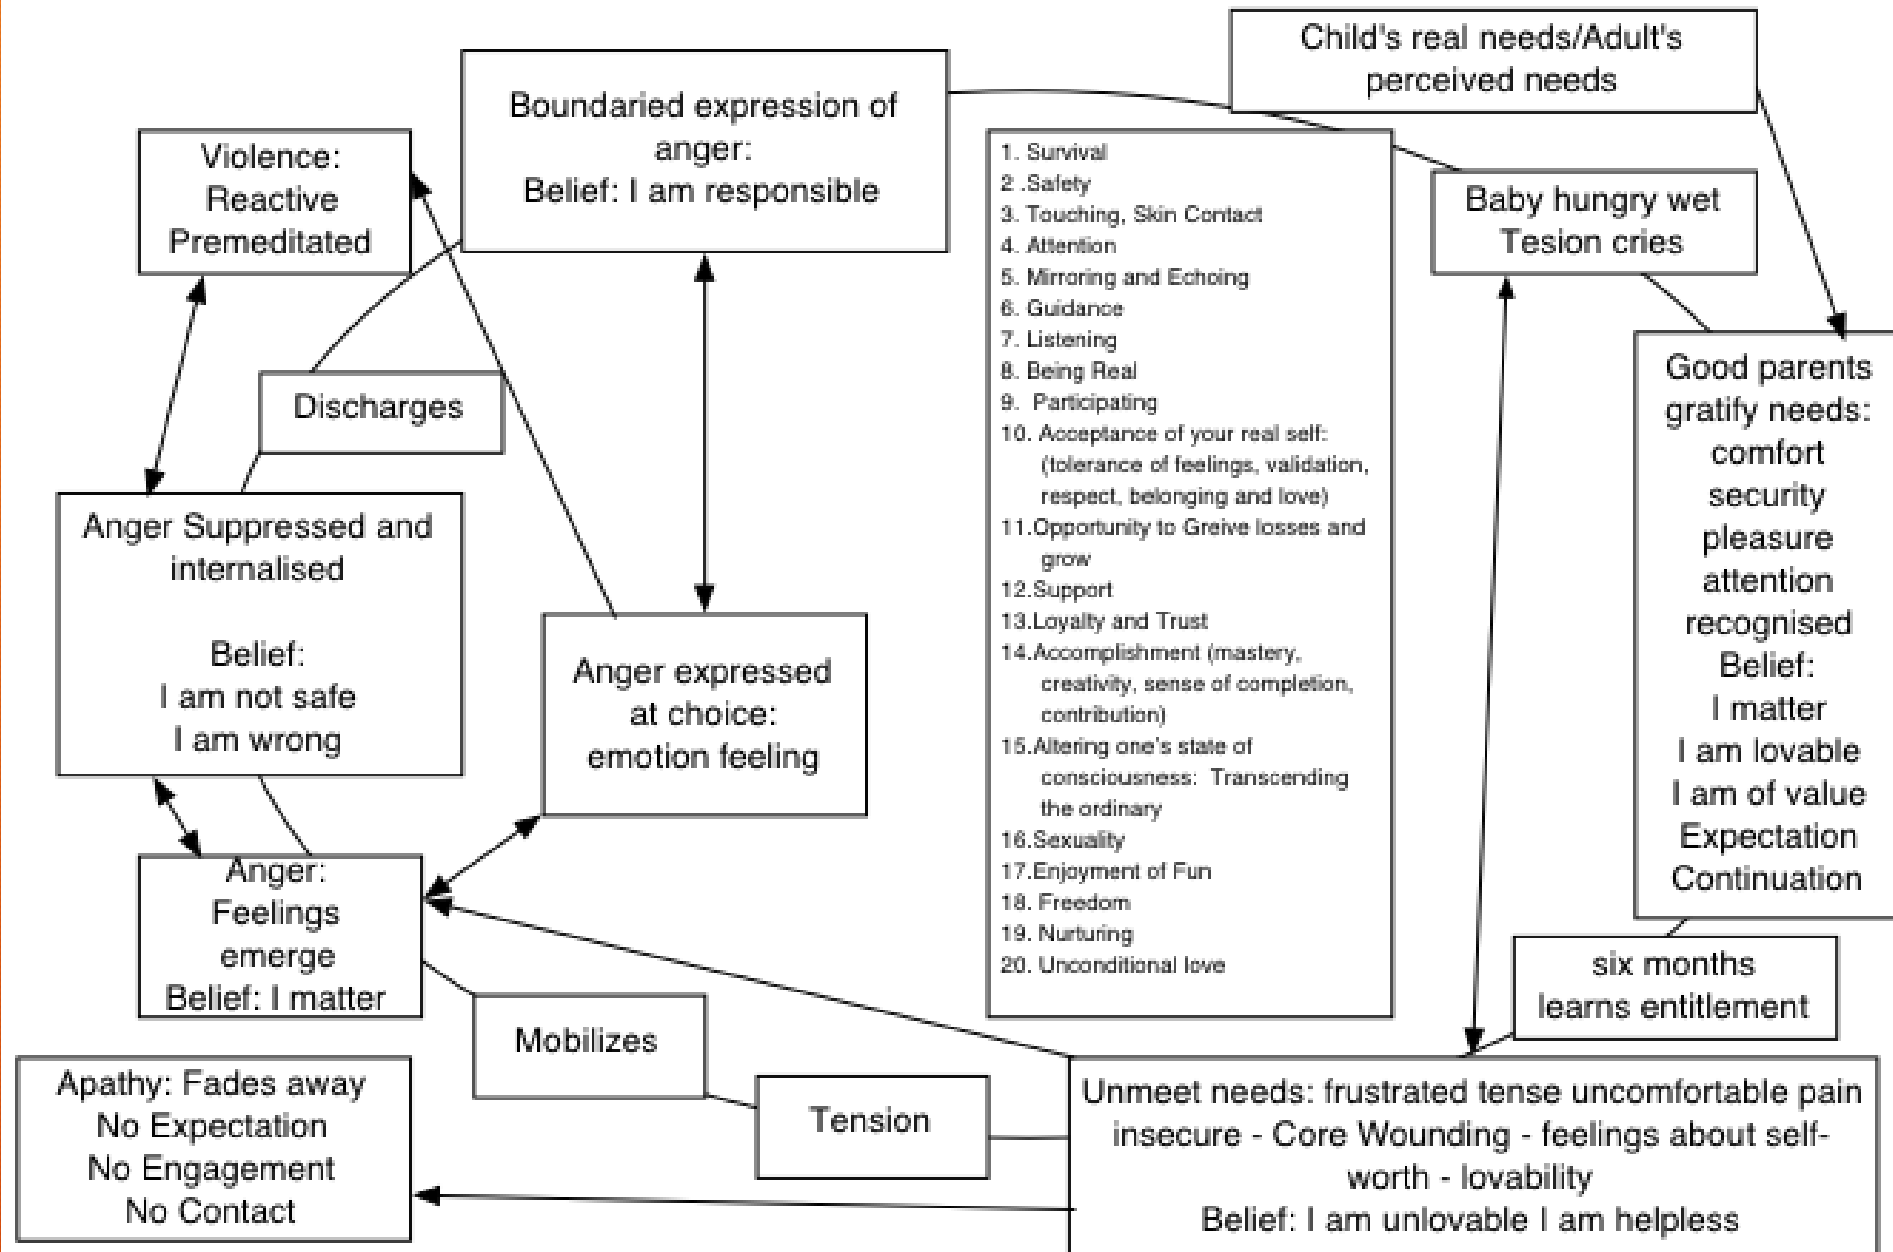 Child's real needs/Adult's
perceived needs
Boundaried expression of
anger:
Belief: I am responsible
Violence:
Reactive
Premeditated
1. Survival
2 .Safety
3. Touching, Skin Contact
4. Attention
5. Mirroring and Echoing
6. Guidance
7. Listening
8. Being Real
9. Participating
10. Acceptance of your real self:
(tolerance of feelings, validation,
respect, belonging and love)
11.Opportunity to Greive losses and
grow
12.Support
13.Loyalty and Trust
14.Accomplishment (mastery,
creativity, sense of completion,
contribution)
15.Altering one's state of
consciousness: Transcending
the ordinary
16.Sexuality
17.Enjoyment of Fun
18. Freedom
19. Nurturing
20. Unconditional love
Baby hungry wet
Tesion cries
Good parents
gratify needs:
comfort
security
pleasure
attention
recognised
Belief:
I matter
I am lovable
I am of value
Expectation
Continuation
Discharges
Anger Suppressed and
internalised
Belief:
I am not safe
I am wrong
Anger expressed
at choice:
emotion feeling
Anger:
Feelings
emerge
Belief: I matter
six months
learns entitlement
Mobilizes
Tension
Apathy: Fades away
No Expectation
No Engagement
No Contact
Unmeet needs: frustrated tense uncomfortable pain
insecure - Core Wounding - feelings about self-
worth - lovability
Belief: I am unlovable I am helpless